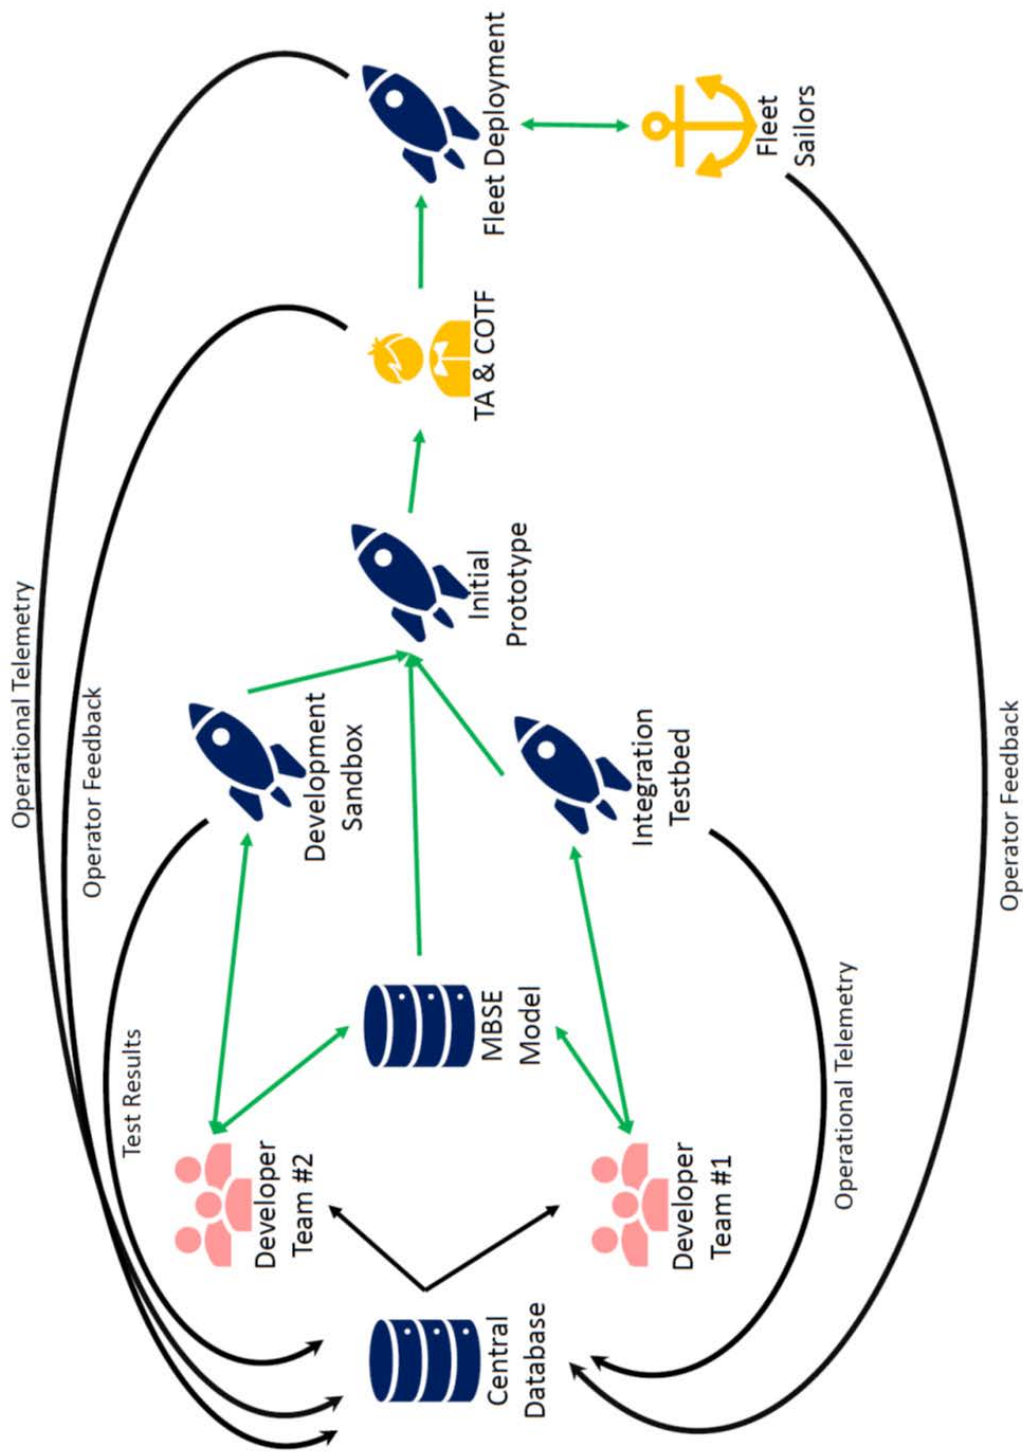 Operational Telemetry
Operator Feedback
Test Results
Developer
Team #2
Development
Sandbox
Central
Database
MBSE
Model
Initial
Prototype
TA & COTF
Fleet Deployment
Developer
Team #1
Integration
Testbed
Fleet
Sailors
Operational Telemetry
Operator Feedback